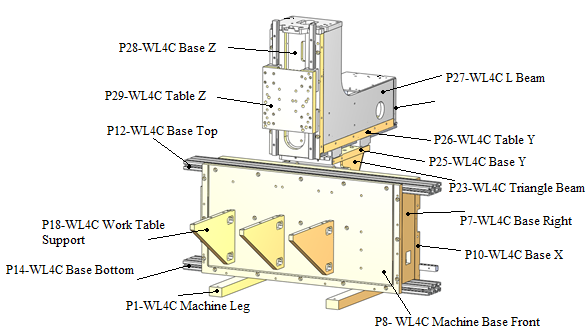 P28-WL4C Base Z
P27-WL4C L Beam
P29-WL4C Table Z
P12-WL4C Base Top
P26-WL4C Table Y
P25-WL4C Base Y
P23-WL4C Triangle Beam
P18-WL4C Work Table
Support
P7-WL4C Base Right
P10-WL4C Base X
P14-WL4C Base Bottom
P1-WL4C Machine Leg
P8- WL4C Machine Base Front